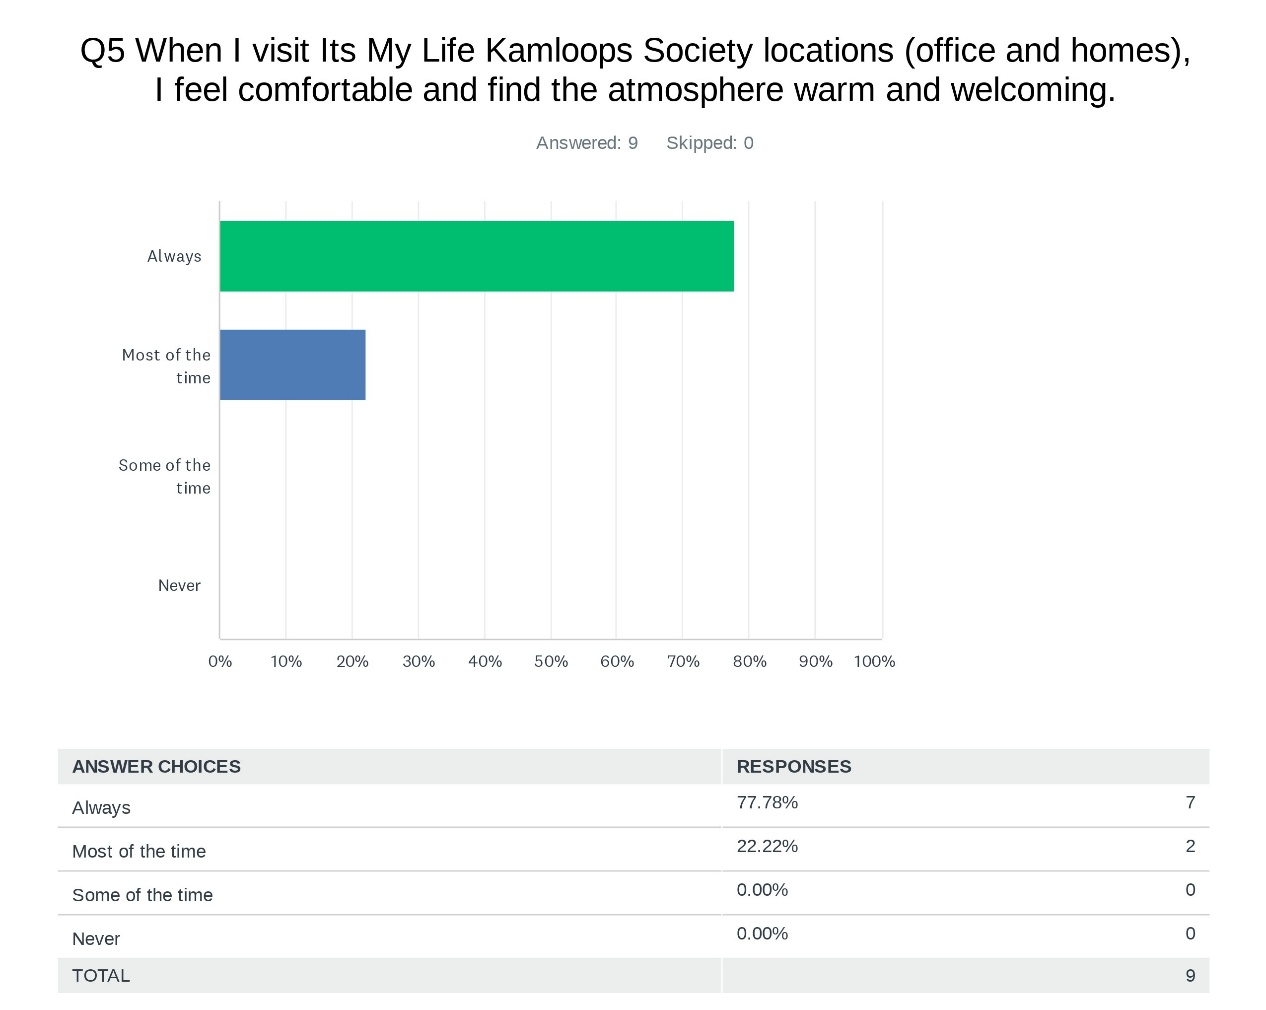 Q5 When I visit Its My Life Kamloops Society locations (office and homes),
I feel comfortable and find the atmosphere warm and welcoming.
Answered: 9 Skipped: 0
Always
Most of the
time
Some of the
time
Never
0% 10% 20% 30% 40% 50% 60% 70% 80% 90% 100%
ANSWER CHOICES RESPONSES
Always 77.78% 7
Most of the time 22.22% 2
Some of the time 0.00% 0
Never 0.00% 0
TOTAL 9